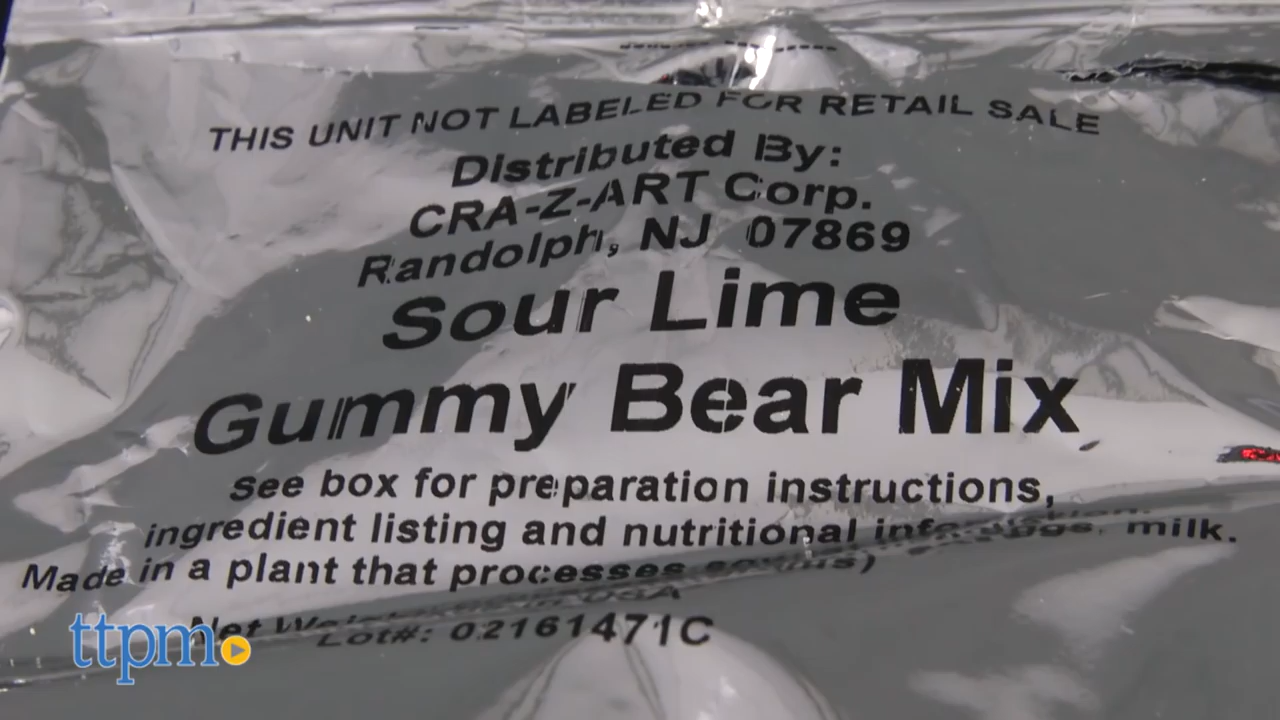 THIS UNIT NOT LABELED FOR RETAIL SALE
Distributed By:
CRA-Z-ART Corp.
Randolph, NJ 07869
Sour Lime
Gummy Bear Mix
see box for preparation instructions,
ingredient listing and nutritional
milk.
Made in a plant that processes
Net
USA
Lot#: 02161471C
ttpm